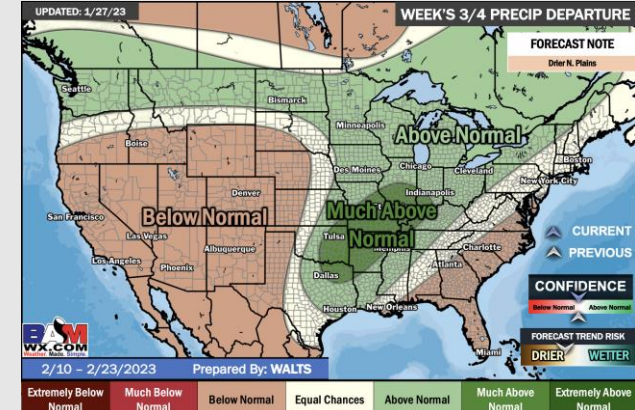 UPDATED: 1/27/23
WEEK'S 3/4 PRECIP DEPARTURE
FORECAST NOTE
Drier N. Plains
Seattle
Bismarck
Minneapolis
Above Normal
Boise
Boston
Des Moines
Chicago
Cleveland
New York City
Denver
Indianapolis
San Francisco
Below Normal
Much Above
Normal
Las Vegas
Tulsa
Memphis
Charlotte
Los Angeles
Albuquerque
Phoenix
Atlanta
Dallas
Houston
New Orleans
Miami
CURRENT
PREVIOUS
CONFIDENCE
Below Normal
Above Normal
FORECAST TREND RISK
DRIER
WETTER
BAM
WX.COM
Weather. Made. Simple.
2/10 – 2/23/2023
Prepared By: WALTS
Extremely Below Normal
Much Below Normal
Below Normal
Equal Chances
Above Normal
Much Above Normal
Extremely Above Normal